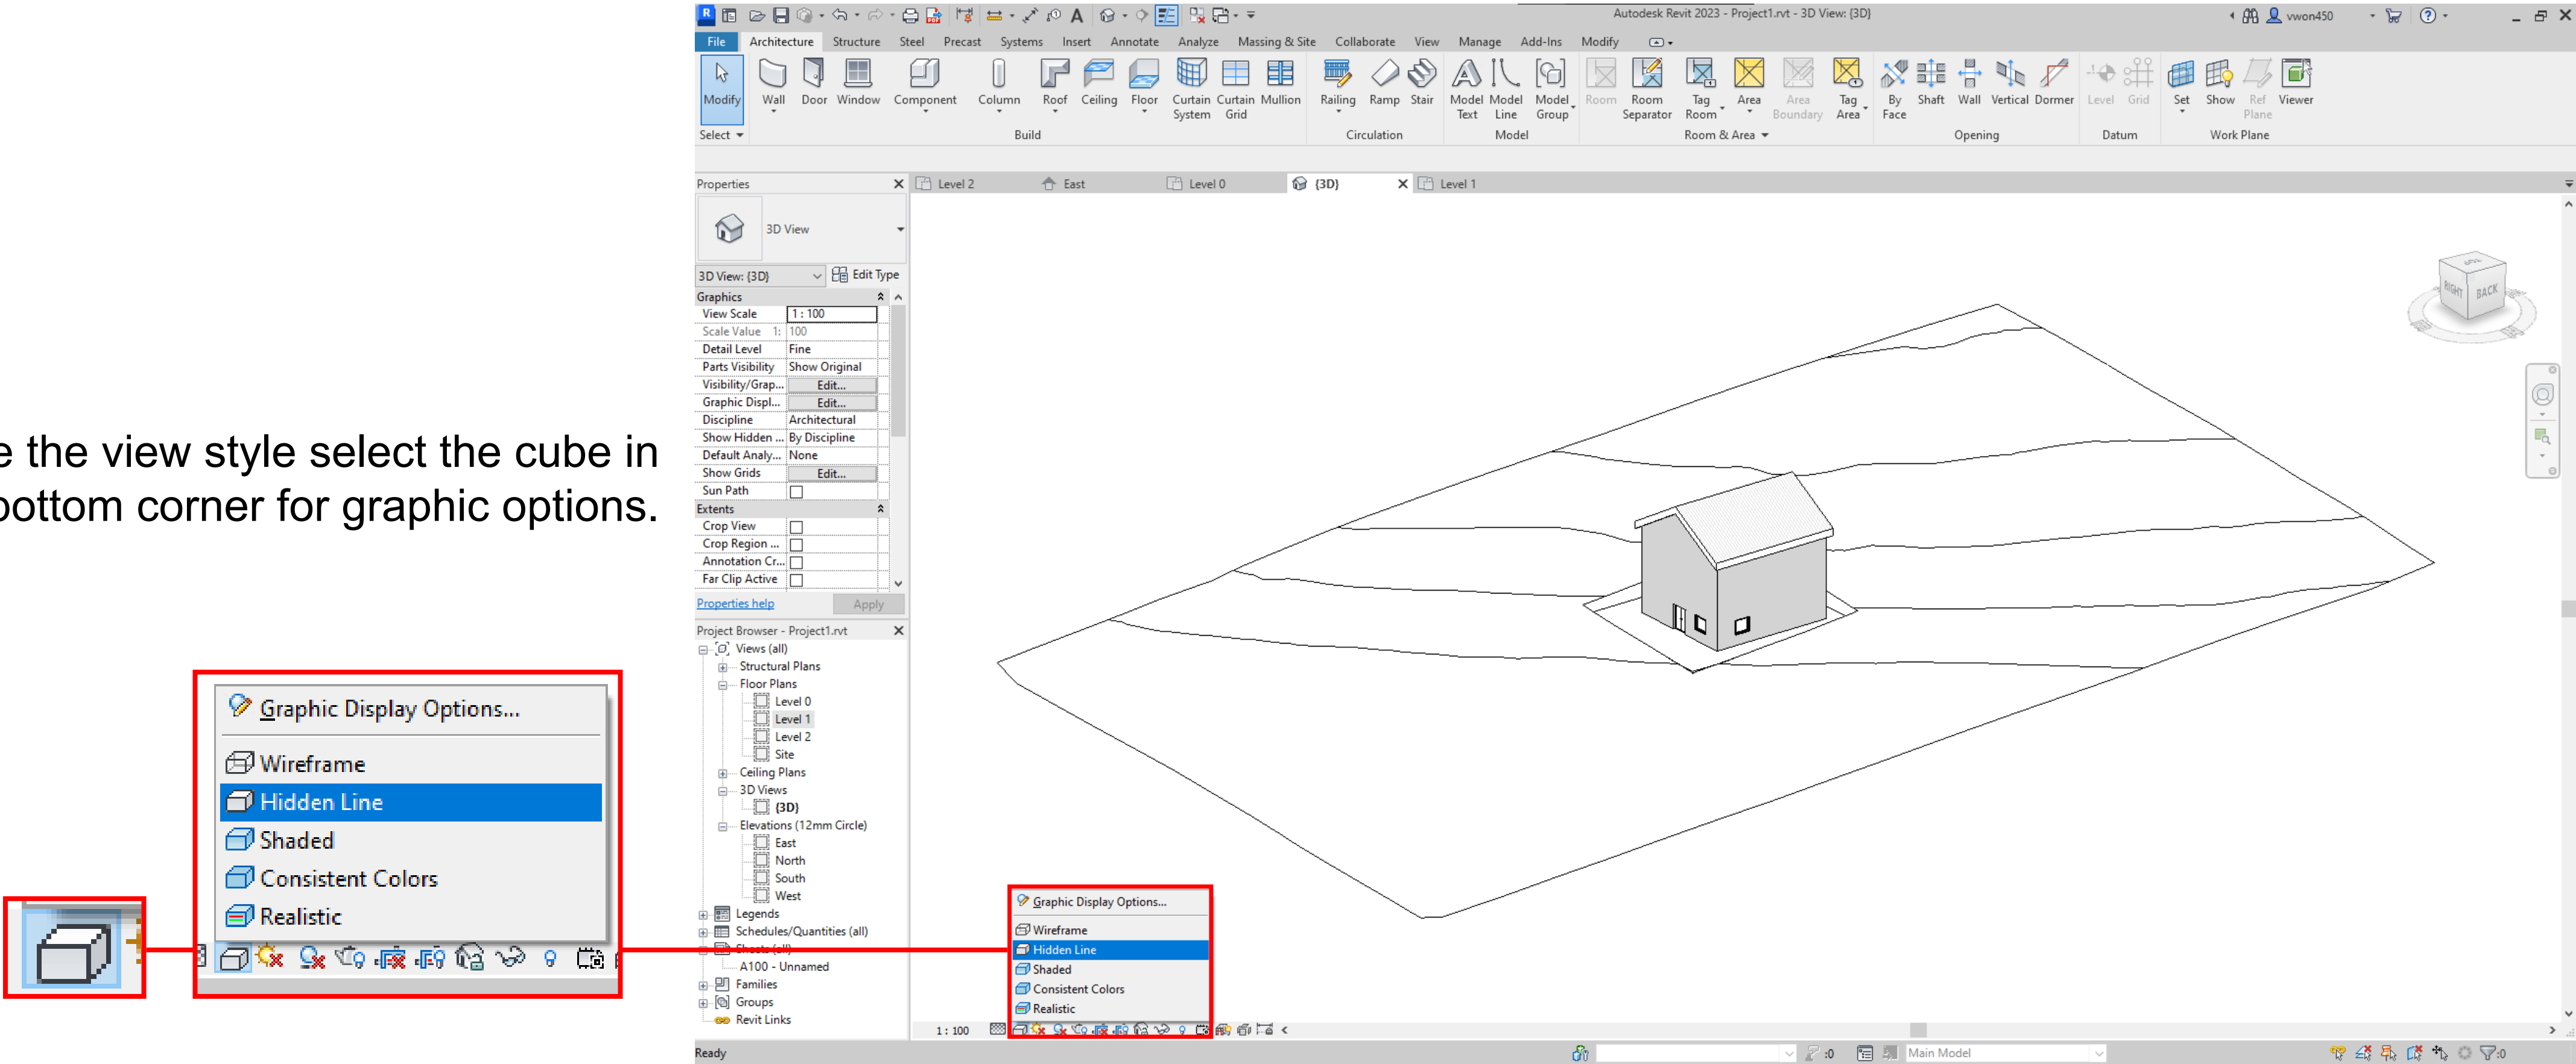 e the view style select the cube in
bottom corner for graphic options.
Graphic Display Options...
Wireframe
Hidden Line
Shaded
Consistent Colors
Realistic
Autodesk Revit 2023 - Project1.rvt - 3D View: {3D}
vwon450
File Architecture Structure Steel Precast Systems Insert Annotate Analyze Massing & Site Collaborate View Manage Add-Ins Modify
Modify Wall Door Window Component Column Roof Ceiling Floor Curtain System Curtain Grid Mullion Railing Ramp Stair Model Text Model Line Model Group Room Room Separator Tag Room Area Area Boundary Tag Area By Face Shaft Wall Vertical Dormer Level Grid Set Show Ref Plane Viewer
Select Build Circulation Model Room & Area Opening Datum Work Plane
Properties
Level 2 East Level 0 {3D} Level 1
3D View
3D View: {3D} Edit Type
Graphics
View Scale 1 : 100
Scale Value 1: 100
Detail Level Fine
Parts Visibility Show Original
Visibility/Grap... Edit...
Graphic Displ... Edit...
Discipline Architectural
Show Hidden ... By Discipline
Default Analy... None
Show Grids Edit...
Sun Path
Extents
Crop View
Crop Region ...
Annotation Cr...
Far Clip Active
Properties help Apply
Project Browser - Project1.rvt
Views (all)
Structural Plans
Floor Plans
Level 0
Level 1
Level 2
Site
Ceiling Plans
3D Views
{3D}
Elevations (12mm Circle)
East
North
South
West
Legends
Schedules/Quantities (all)
Sheets (all)
A100 - Unnamed
Families
Groups
Revit Links
RIGHT BACK
TOP
Graphic Display Options...
Wireframe
Hidden Line
Shaded
Consistent Colors
Realistic
1 : 100
Ready
:0
Main Model
:0